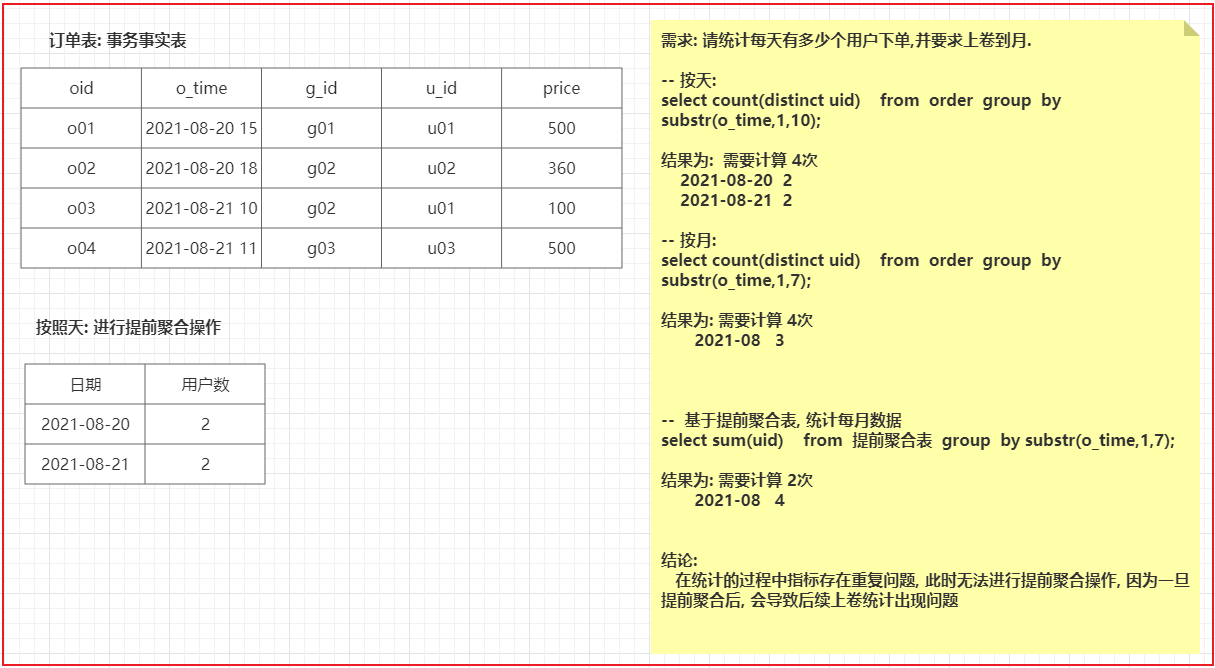 订单表: 事务事实表
oid o_time g_id u_id price
o01 2021-08-20 15 g01 u01 500
o02 2021-08-20 18 g02 u02 360
o03 2021-08-21 10 g02 u01 100
o04 2021-08-21 11 g03 u03 500
按照天: 进行提前聚合操作
日期 用户数
2021-08-20 2
2021-08-21 2
需求: 请统计每天有多少个用户下单,并要求上卷到月.
-- 按天:
select count(distinct uid) from order group by
substr(o_time,1,10);
结果为: 需要计算 4次
2021-08-20 2
2021-08-21 2
-- 按月:
select count(distinct uid) from order group by
substr(o_time,1,7);
结果为: 需要计算 4次
2021-08 3
-- 基于提前聚合表, 统计每月数据
select sum(uid) from 提前聚合表 group by substr(o_time,1,7);
结果为: 需要计算 2次
2021-08 4
结论:
在统计的过程中指标存在重复问题, 此时无法进行提前聚合操作, 因为一旦
提前聚合后, 会导致后续上卷统计出现问题